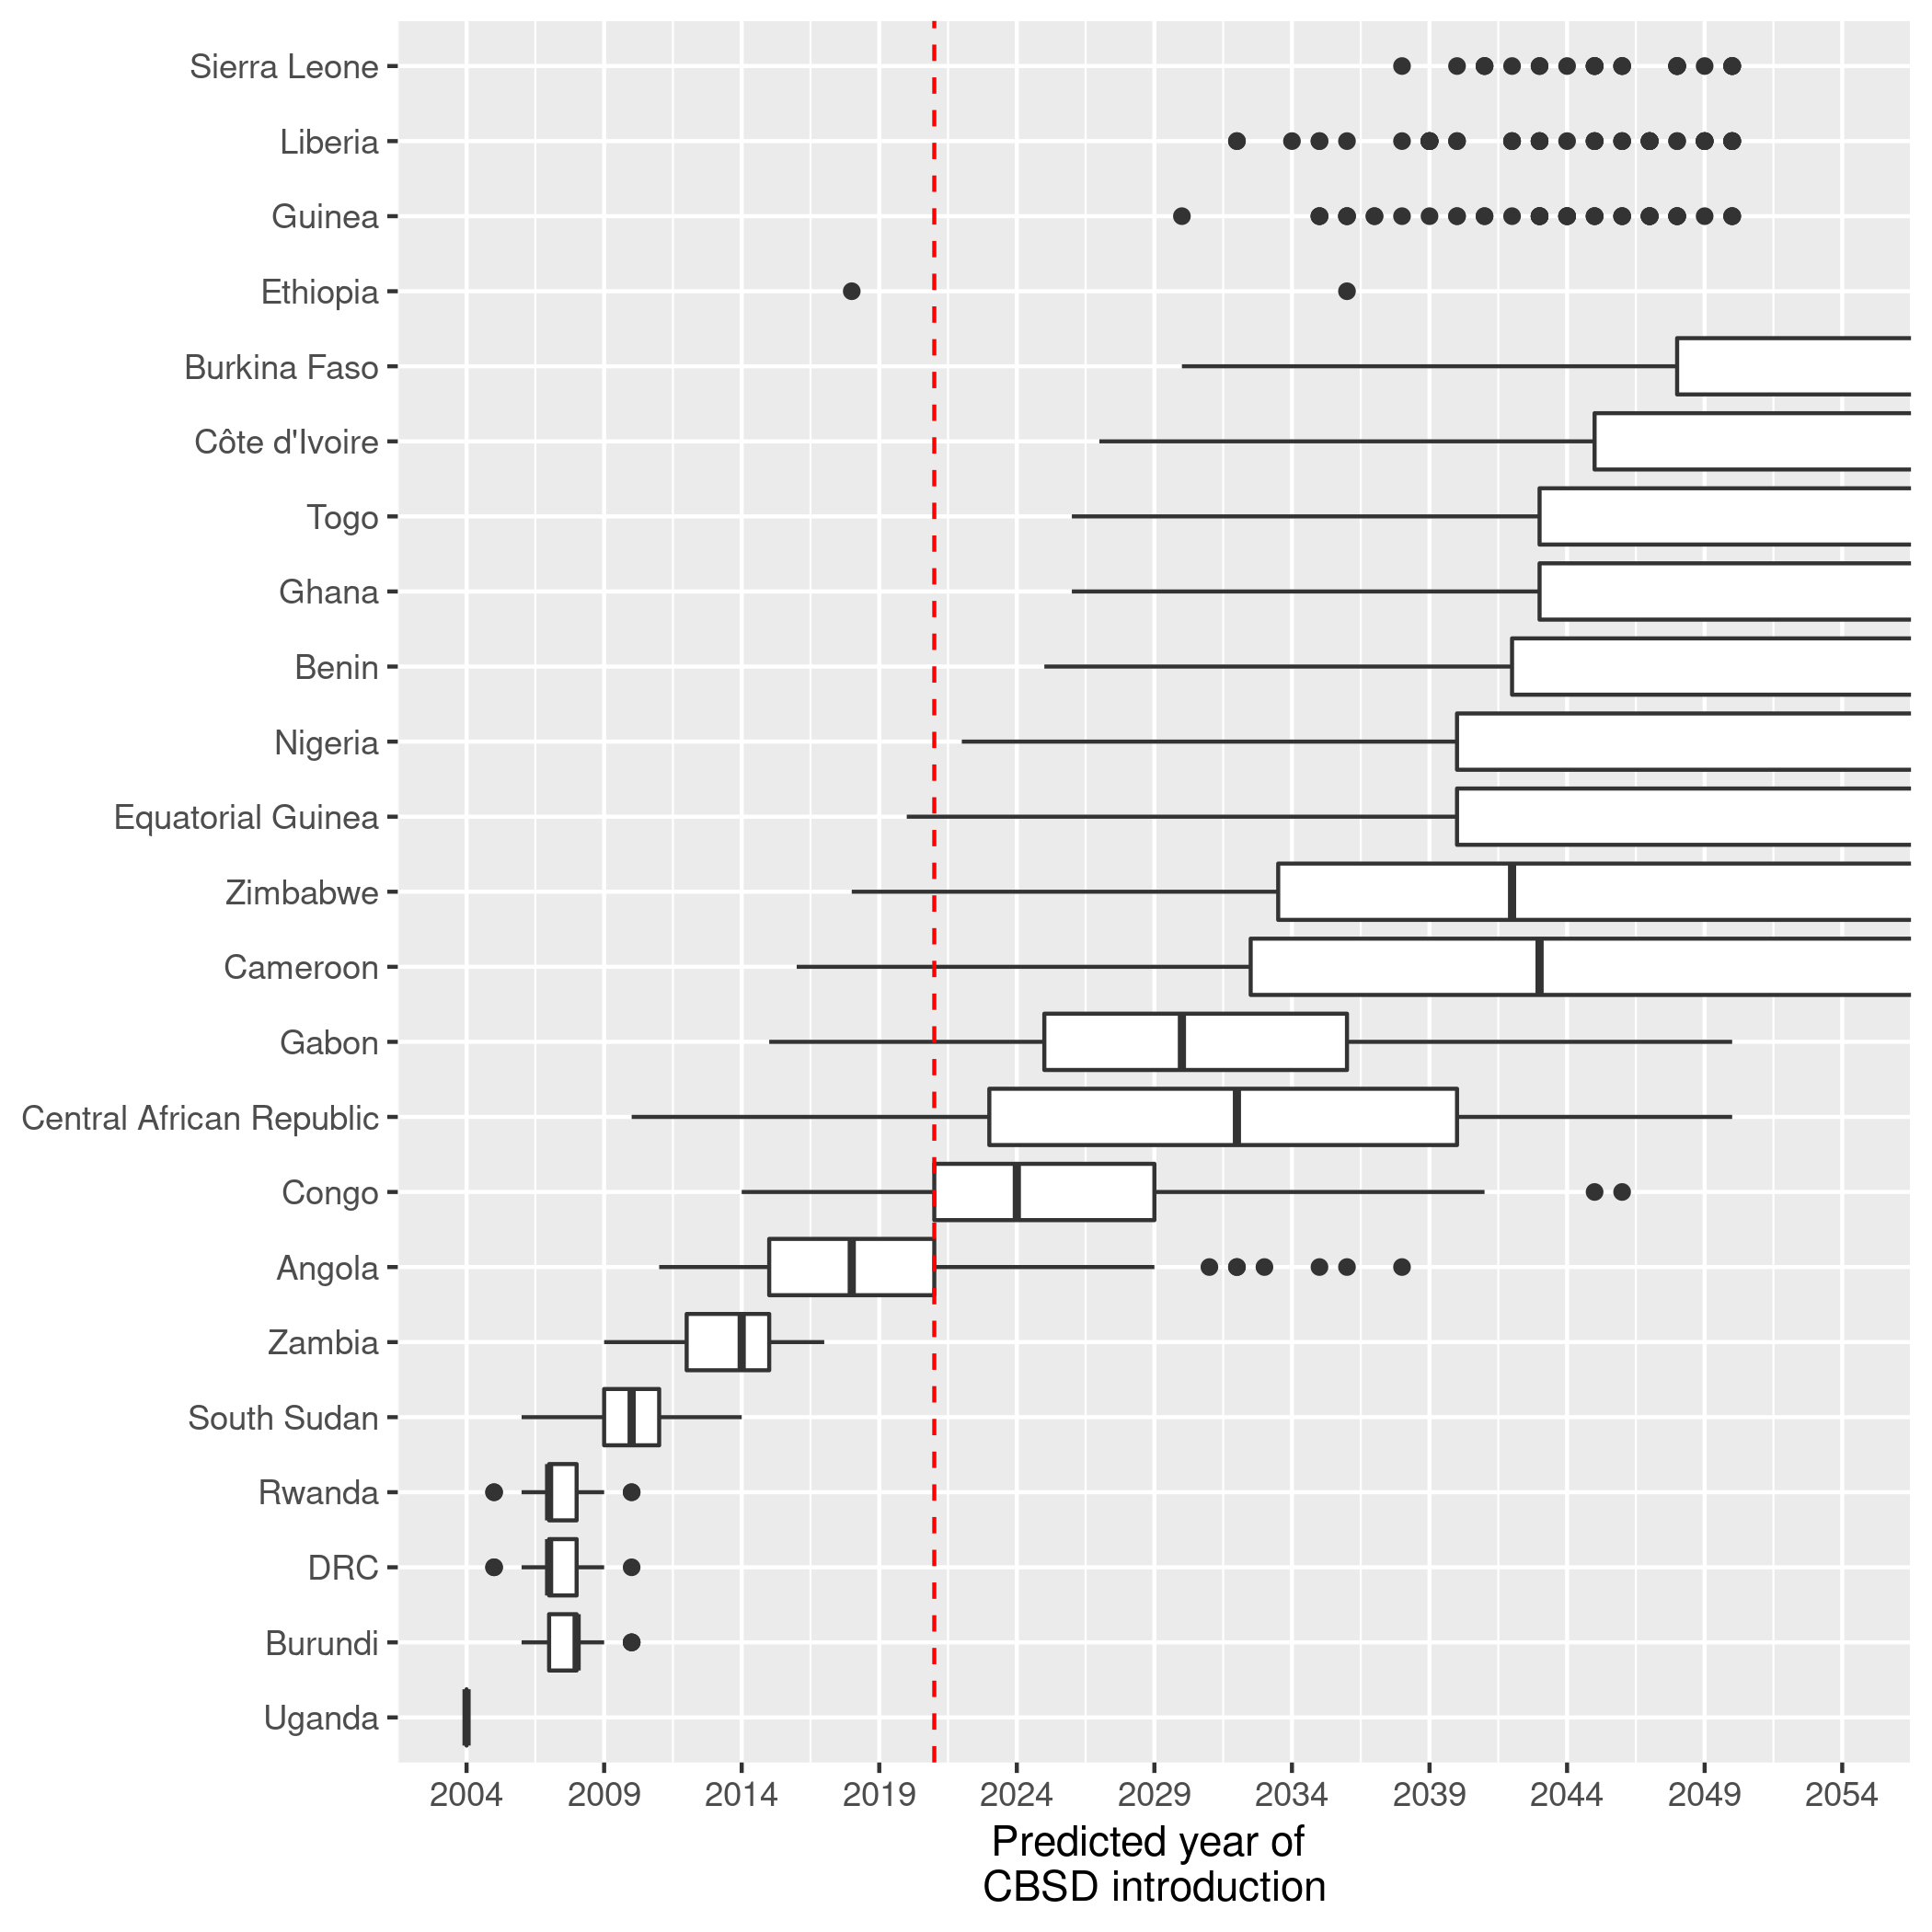 Sierra Leone
Liberia
Guinea
Ethiopia
Burkina Faso
Côte d'Ivoire
Togo
Ghana
Benin
Nigeria
Equatorial Guinea
Zimbabwe
Cameroon
Gabon
Central African Republic
Congo
Angola
Zambia
South Sudan
Rwanda
DRC
Burundi
Uganda
2004 2009 2014 2019 2024 2029 2034 2039 2044 2049 2054
Predicted year of
CBSD introduction